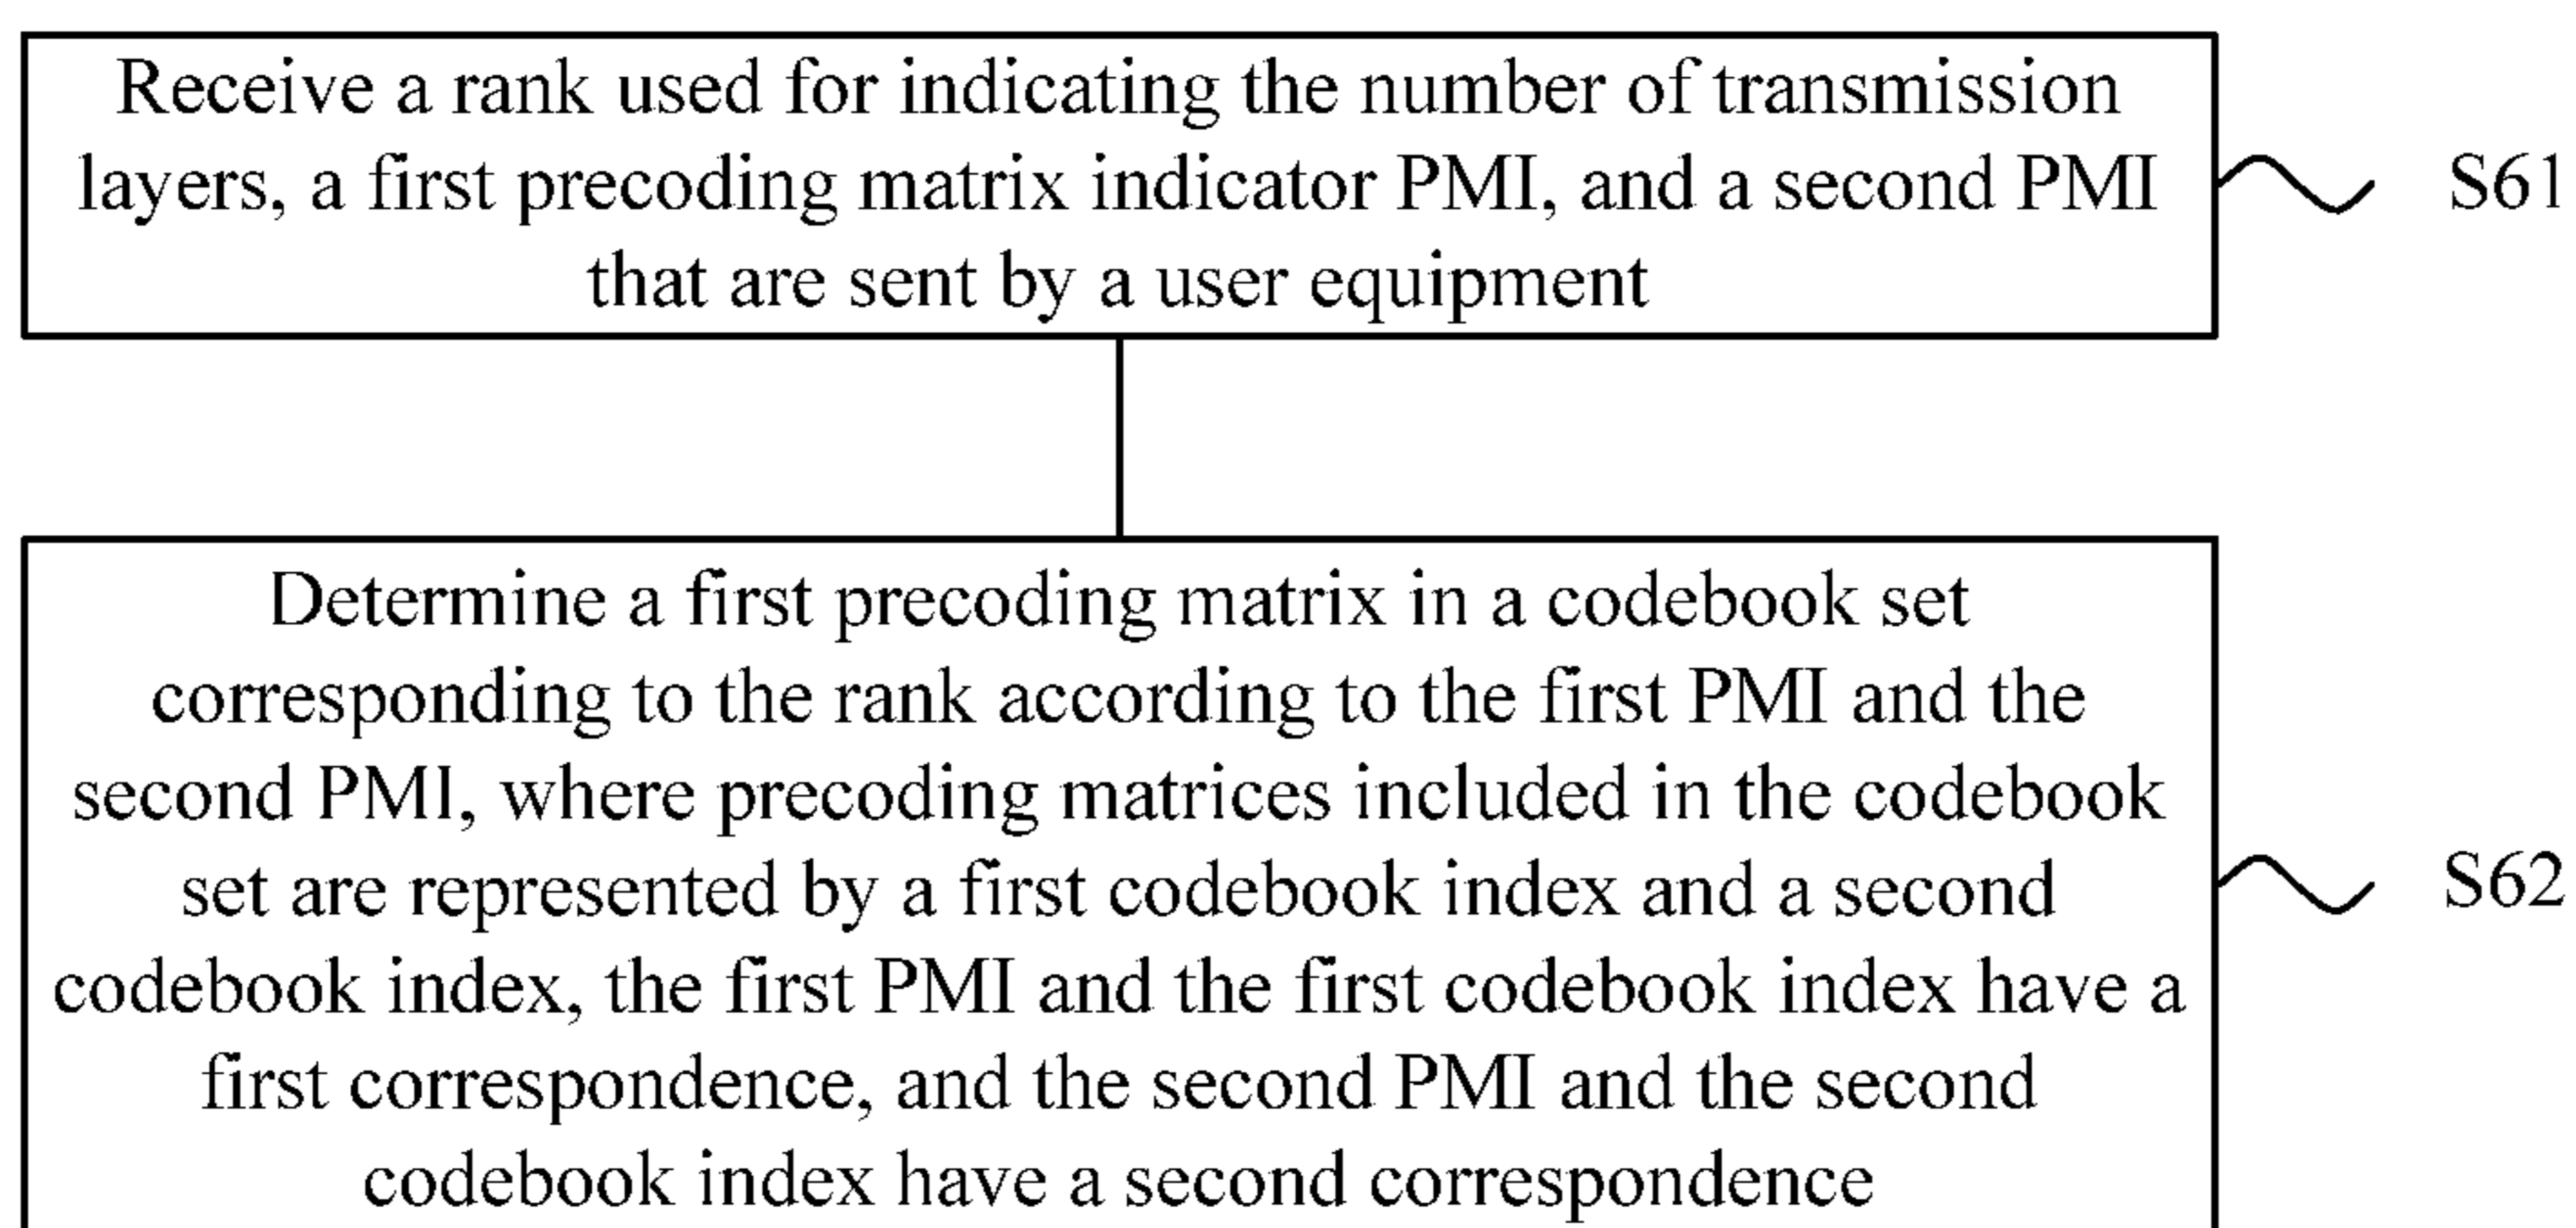 Receive a rank used for indicating the number of transmission
layers, a first precoding matrix indicator PMI, and a second PMI
that are sent by a user equipment
S61
Determine a first precoding matrix in a codebook set
corresponding to the rank according to the first PMI and the
second PMI, where precoding matrices included in the codebook
set are represented by a first codebook index and a second
codebook index, the first PMI and the first codebook index have a
first correspondence, and the second PMI and the second
codebook index have a second correspondence
S62